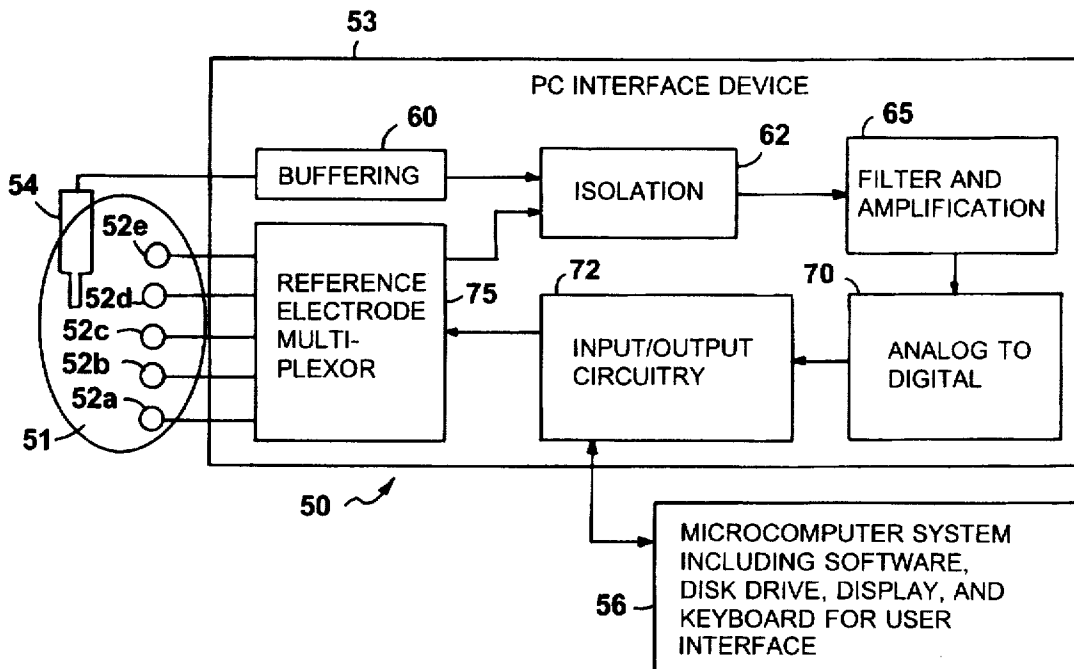 53
PC INTERFACE DEVICE
60
BUFFERING
62
ISOLATION
65
FILTER AND
AMPLIFICATION
54
52e
52d
52c
52b
52a
51
REFERENCE
ELECTRODE
MULTI-
PLEXOR
75
72
INPUT/OUTPUT
CIRCUITRY
70
ANALOG TO
DIGITAL
50
MICROCOMPUTER SYSTEM
INCLUDING SOFTWARE,
DISK DRIVE, DISPLAY, AND
KEYBOARD FOR USER
INTERFACE
56